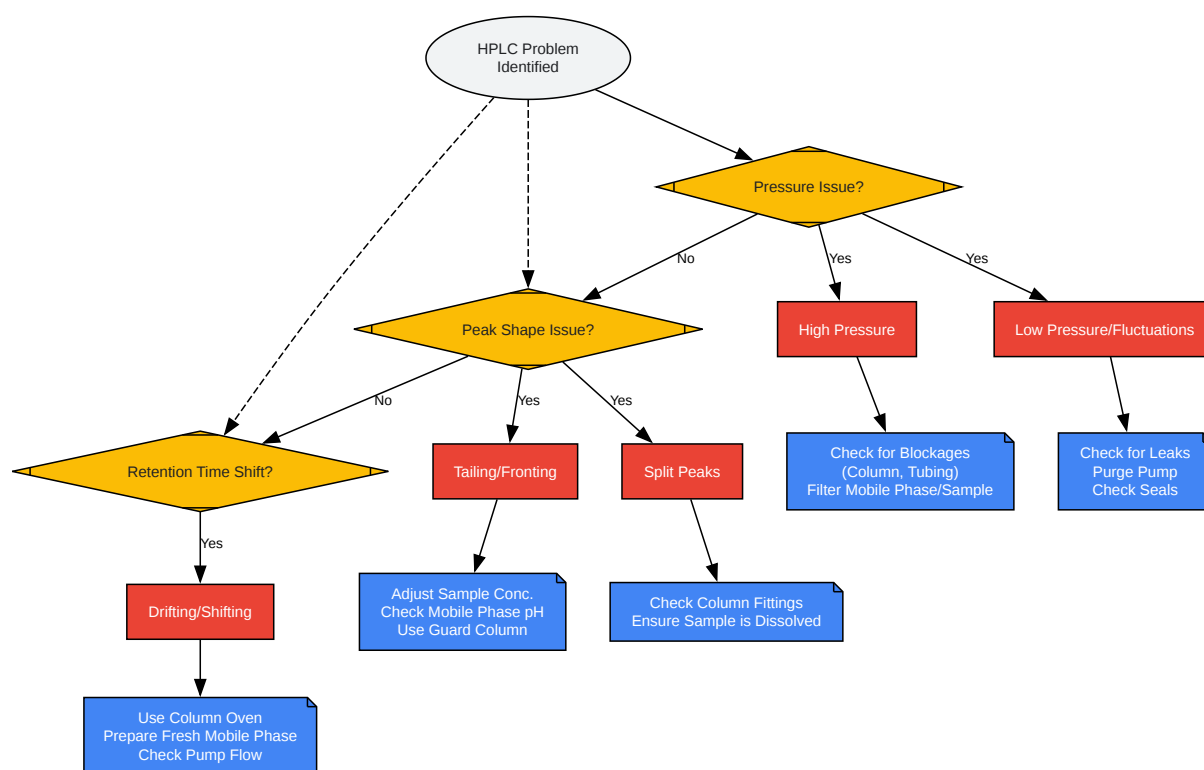 HPLC Problem
Identified
Pressure Issue?
No
Yes
Yes
Peak Shape Issue?
High Pressure
Low Pressure/Fluctuations
No
Yes
Yes
Retention Time Shift?
Tailing/Fronting
Split Peaks
Check for Blockages
(Column, Tubing)
Filter Mobile Phase/Sample
Check for Leaks
Purge Pump
Check Seals
Yes
Drifting/Shifting
Adjust Sample Conc.
Check Mobile Phase pH
Use Guard Column
Check Column Fittings
Ensure Sample is Dissolved
Use Column Oven
Prepare Fresh Mobile Phase
Check Pump Flow